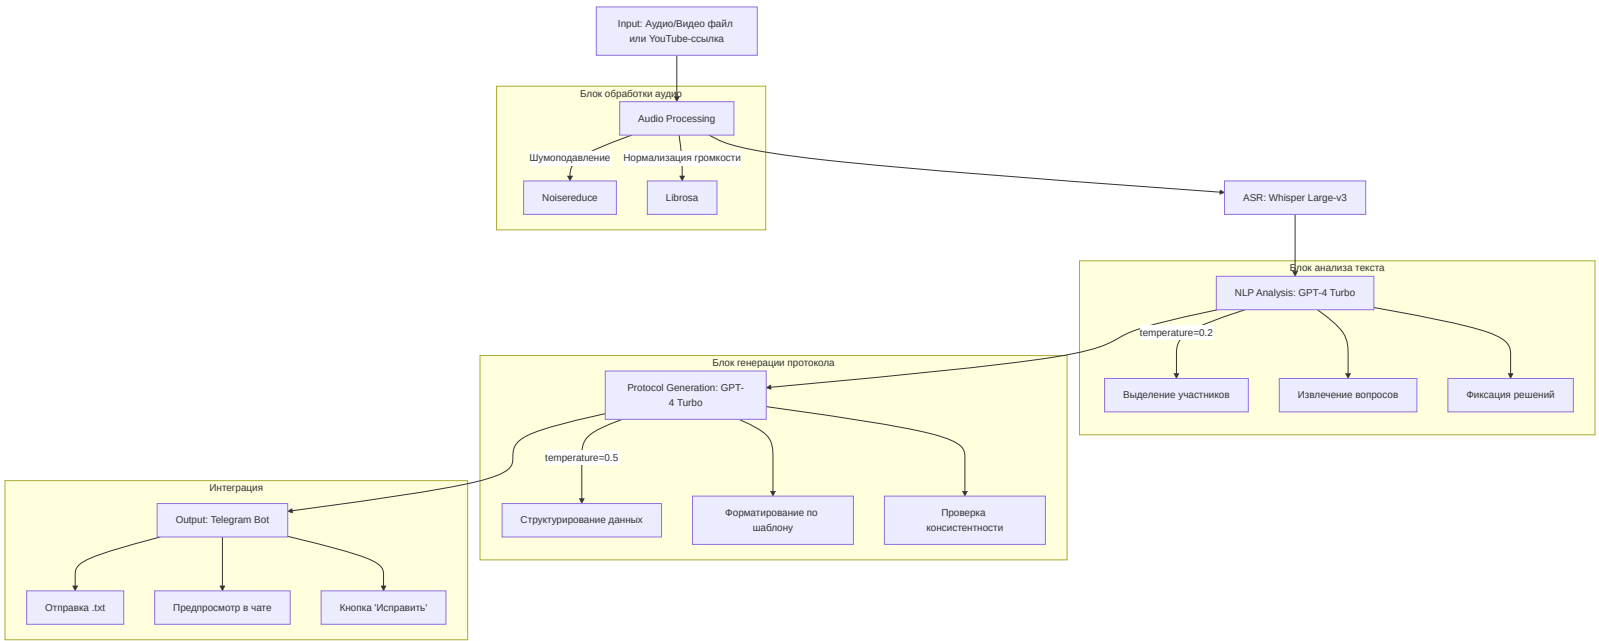 Input: Аудио/Видео файл
или YouTube-ссылка
Блок обработки аудио
Audio Processing
Шумоподавление
Нормализация громкости
Noisereduce
Librosa
ASR: Whisper Large-v3
Блок анализа текста
NLP Analysis: GPT-4 Turbo
temperature=0.2
Выделение участников
Извлечение вопросов
Фиксация решений
Блок генерации протокола
Protocol Generation: GPT-
4 Turbo
temperature=0.5
Структурирование данных
Форматирование по
шаблону
Проверка
консистентности
Интеграция
Output: Telegram Bot
Отправка .txt
Предпросмотр в чате
Кнопка 'Исправить'